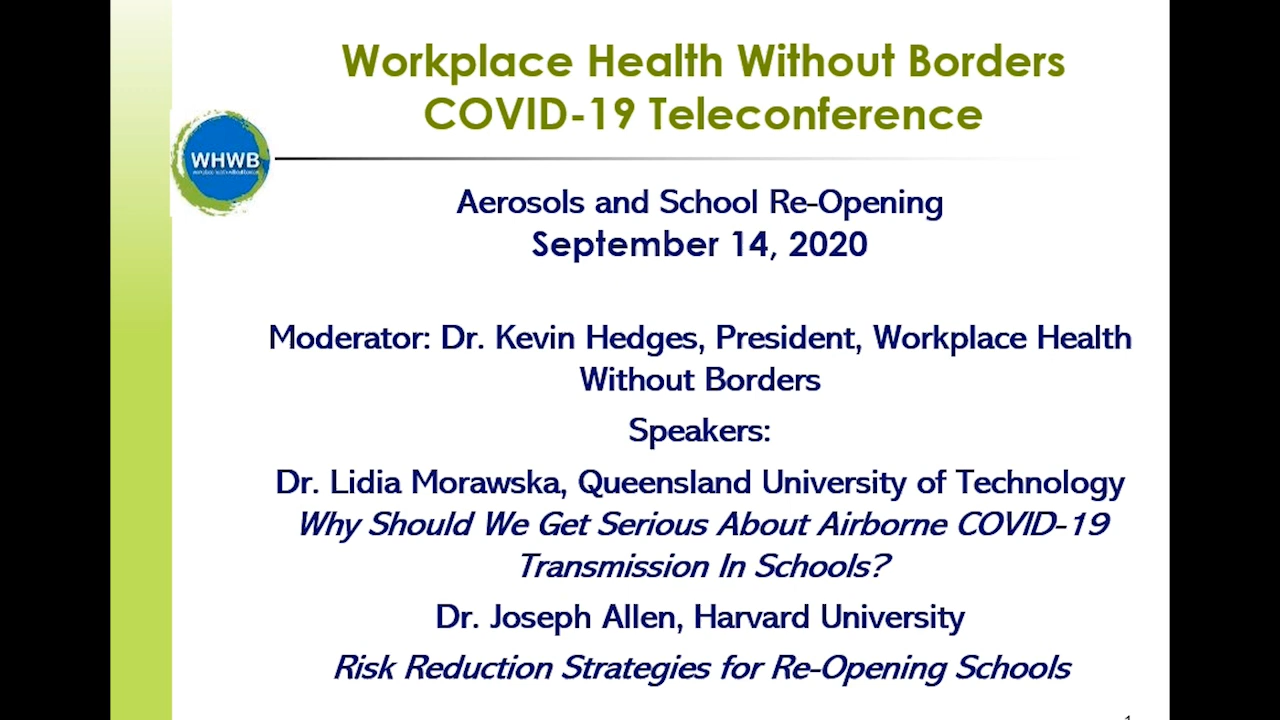 Workplace Health Without Borders
COVID-19 Teleconference
WHWB
Aerosols and School Re-Opening
September 14, 2020
Moderator: Dr. Kevin Hedges, President, Workplace Health
Without Borders
Speakers:
Dr. Lidia Morawska, Queensland University of Technology
Why Should We Get Serious About Airborne COVID-19
Transmission In Schools?
Dr. Joseph Allen, Harvard University
Risk Reduction Strategies for Re-Opening Schools